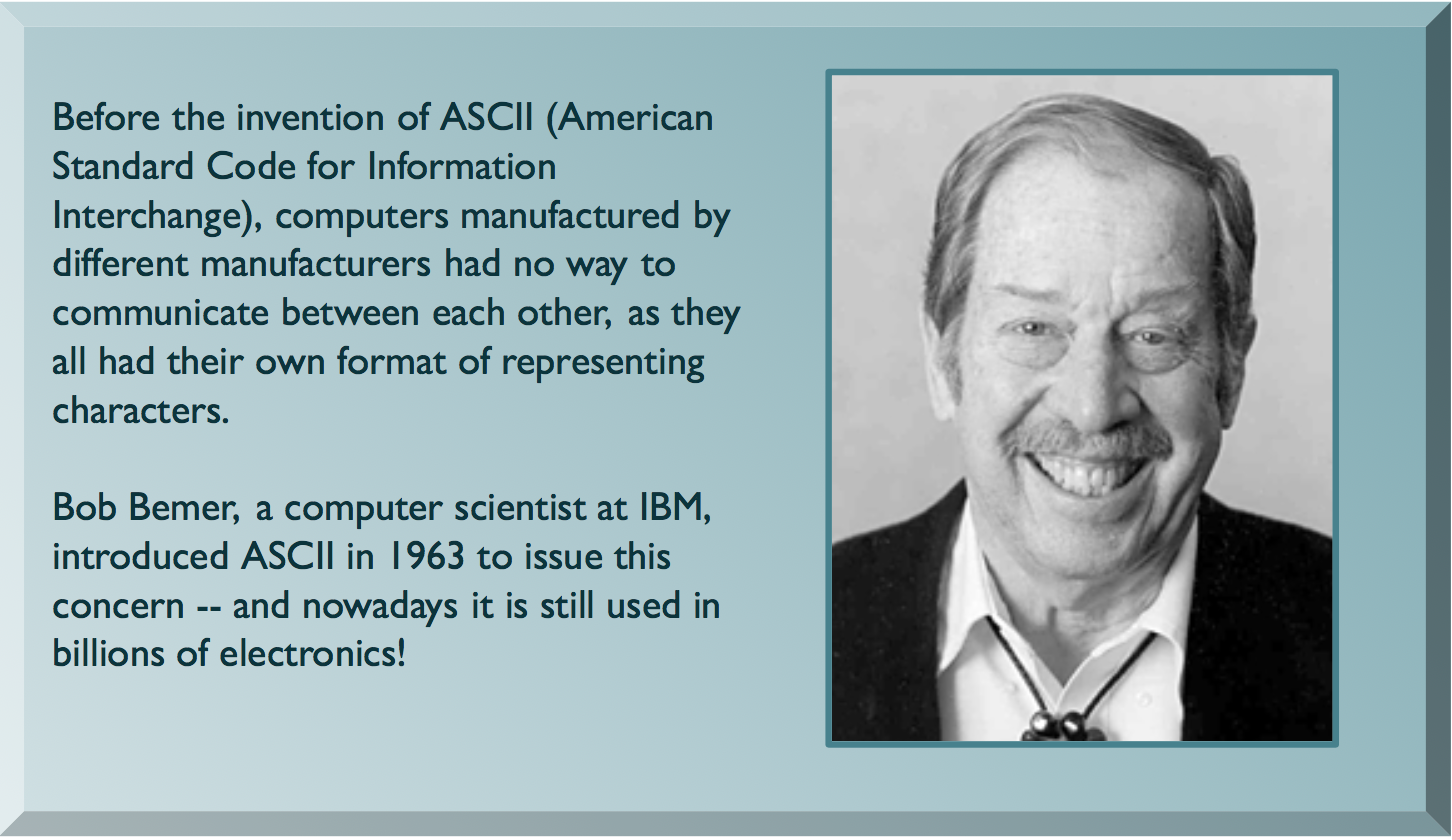 Before the invention of ASCII (American
Standard Code for Information
Interchange), computers manufactured by
different manufacturers had no way to
communicate between each other, as they
all had their own format of representing
characters.
Bob Bemer, a computer scientist at IBM,
introduced ASCII in 1963 to issue this
concern -- and nowadays it is still used in
billions of electronics!